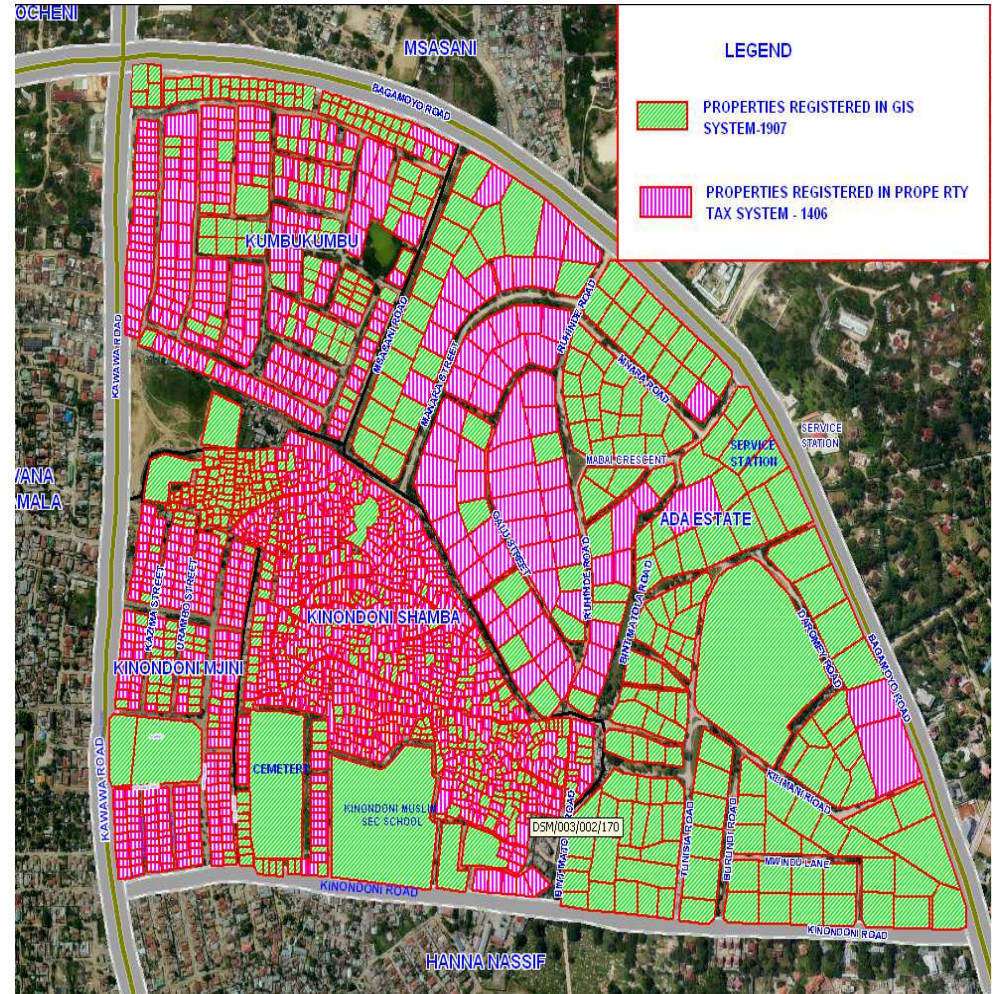 OCHENI
MSASANI
LEGEND
PROPERTIES REGISTERED IN GIS
SYSTEM-1907
PROPERTIES REGISTERED IN PROPE RTY
TAX SYSTEM - 1406
BAGAMOYO ROAD
KUMBUKUMBU
KAWAWA ROAD
MSASANI ROAD
MAKARA STREET
RUHINDE ROAD
MHARA ROAD
MADAI CRESCENT
SERVICE
STATION
SERVICE
STATION
/ANA
MALA
ADA ESTATE
GALU STREET
RUHINDE ROAD
BINTI MATOLA ROAD
KAZIMA STREET
URAMBO STREET
KINONDONI SHAMBA
KINONDONI MJINI
DAROMEY ROAD
BAGAMOYO ROAD
KAWAWA ROAD
CEMETERY
KINONDONI MUSLIM
SEC SCHOOL
KILIMANI ROAD
DSM/003/002/170
TUNISIA ROAD
BURUNDI ROAD
MWINDU LANE
KINONDONI ROAD
KINONDONI ROAD
HANNA NASSIF